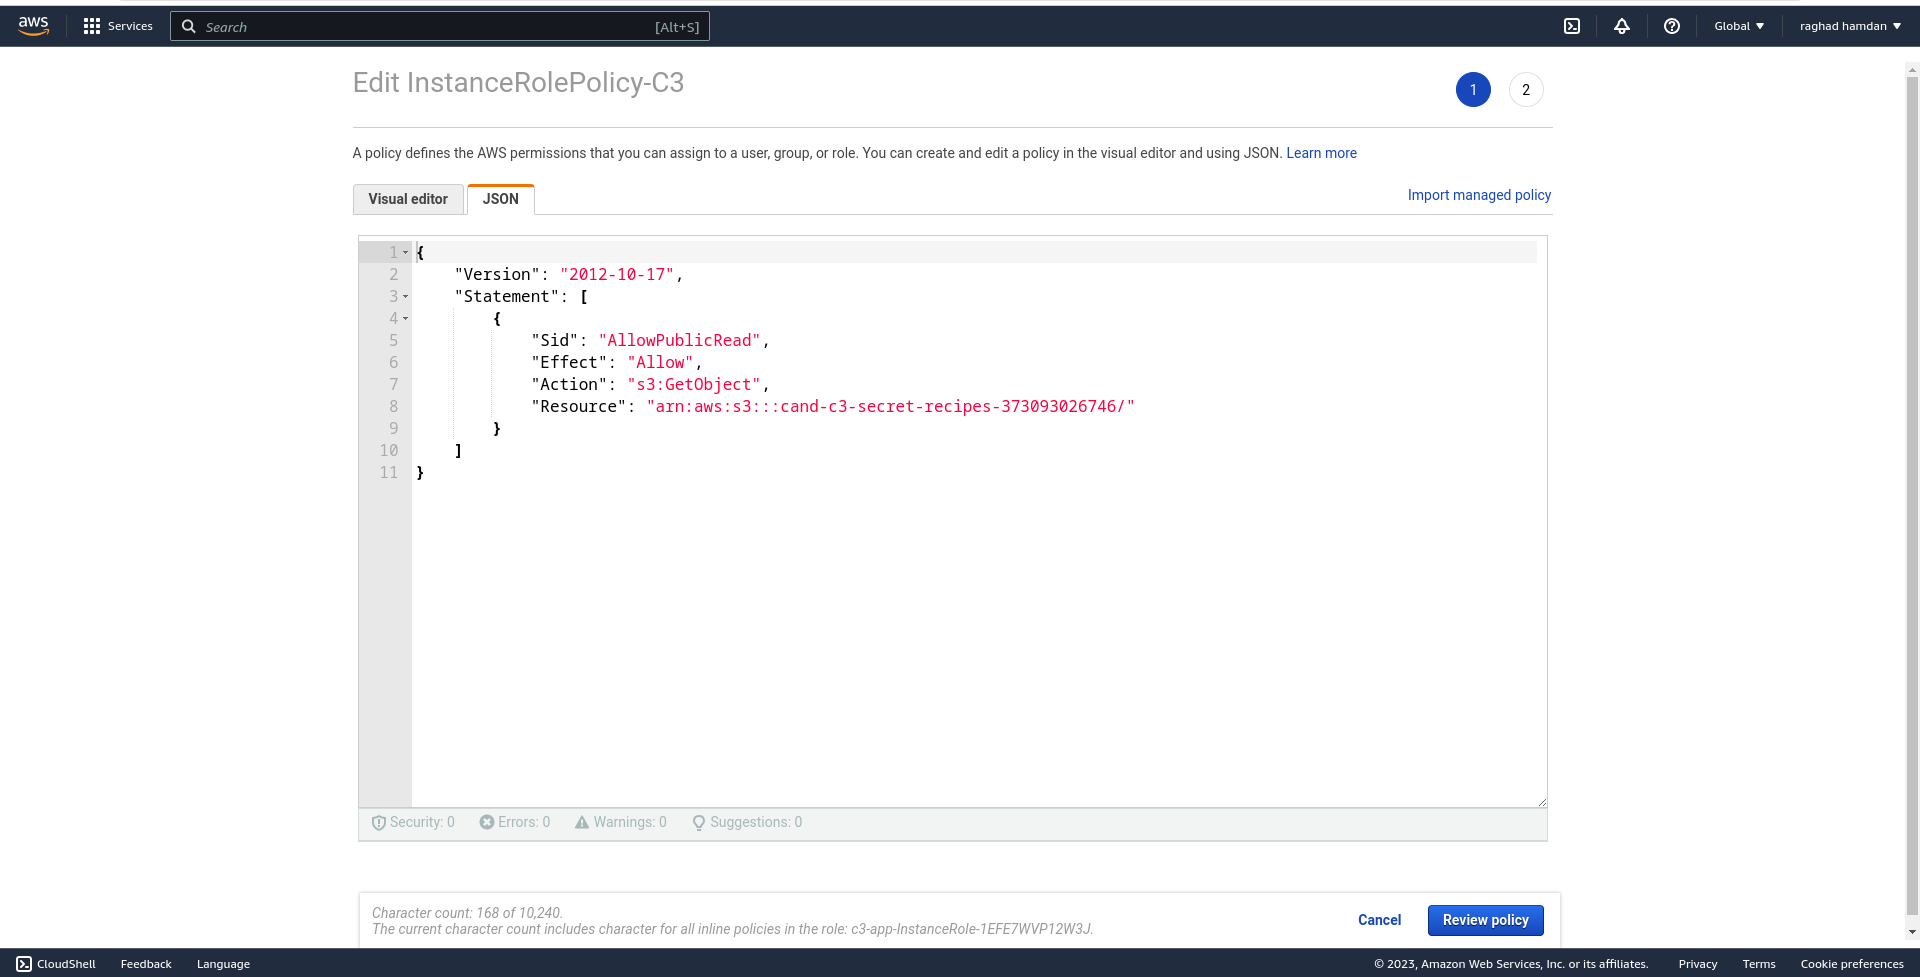 aws Services Search [Alt+S] Global raghad hamdan
Edit InstanceRolePolicy-C3
1 2
A policy defines the AWS permissions that you can assign to a user, group, or role. You can create and edit a policy in the visual editor and using JSON. Learn more
Visual editor JSON Import managed policy
1 {
2 "Version": "2012-10-17",
3 "Statement": [
4 {
5 "Sid": "AllowPublicRead",
6 "Effect": "Allow",
7 "Action": "s3:GetObject",
8 "Resource": "arn:aws:s3:::cand-c3-secret-recipes-373093026746/"
9 }
10 ]
11 }
Security: 0 Errors: 0 Warnings: 0 Suggestions: 0
Character count: 168 of 10,240.
The current character count includes character for all inline policies in the role: c3-app-InstanceRole-1EFE7WVP12W3J.
Cancel Review policy
CloudShell Feedback Language © 2023, Amazon Web Services, Inc. or its affiliates. Privacy Terms Cookie preferences